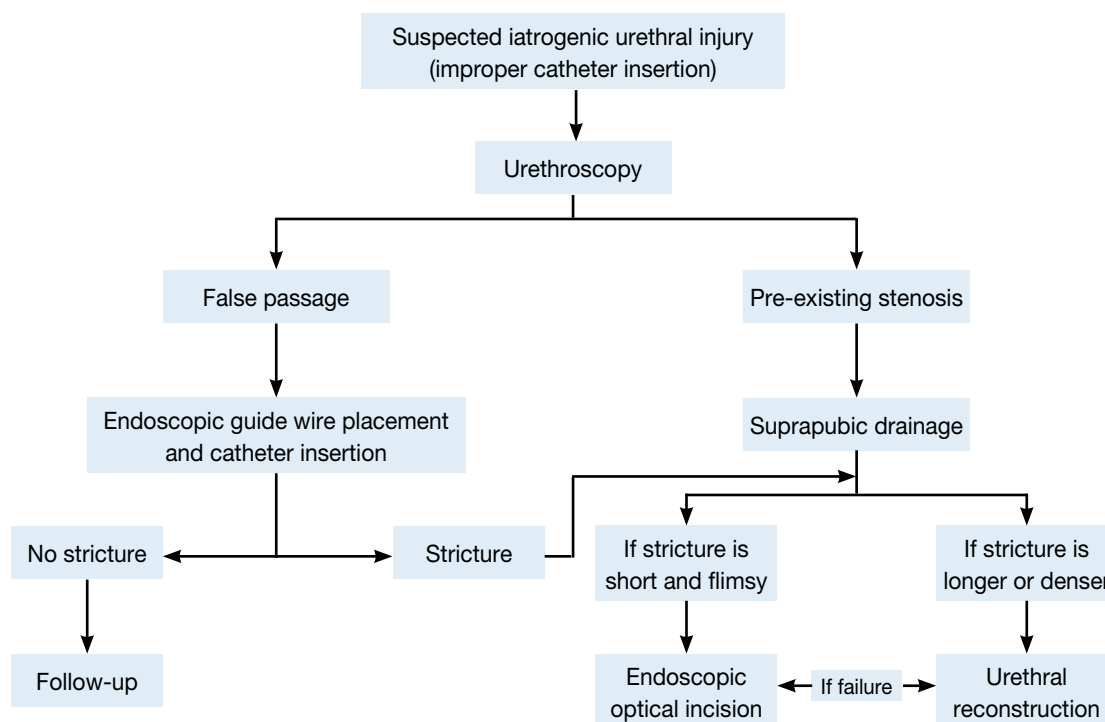 Suspected iatrogenic urethral injury
(improper catheter insertion)
Urethroscopy
False passage
Pre-existing stenosis
Endoscopic guide wire placement
and catheter insertion
Suprapubic drainage
No stricture
Stricture
If stricture is
short and flimsy
If stricture is
longer or denser
Follow-up
Endoscopic
optical incision
If failure
Urethral
reconstruction